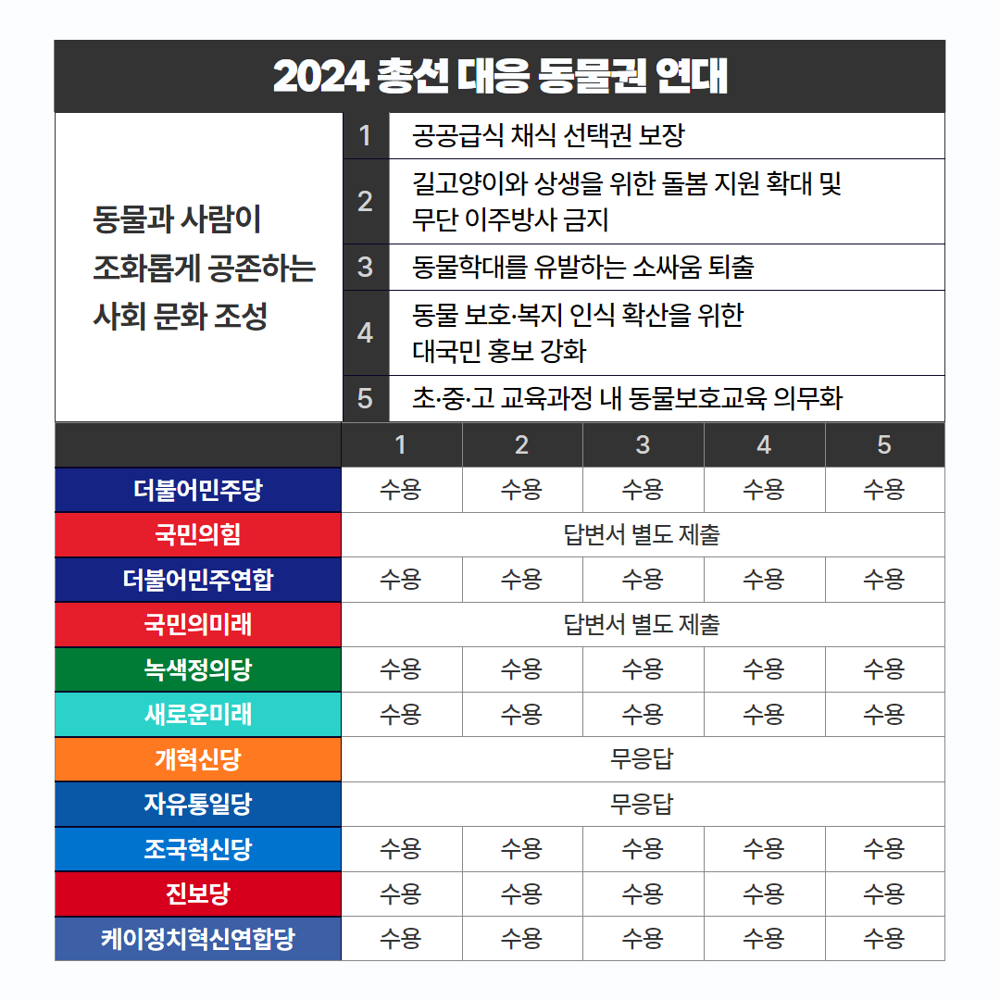 2024 총선 대응 동물권 연대
동물과 사람이
조화롭게 공존하는
사회 문화 조성
1 공공급식 채식 선택권 보장
2 길고양이와 상생을 위한 돌봄 지원 확대 및
무단 이주방사 금지
3 동물학대를 유발하는 소싸움 퇴출
4 동물 보호·복지 인식 확산을 위한
대국민 홍보 강화
5 초·중·고 교육과정 내 동물보호교육 의무화
1 2 3 4 5
더불어민주당 수용 수용 수용 수용 수용
국민의힘 답변서 별도 제출
더불어민주연합 수용 수용 수용 수용 수용
국민의미래 답변서 별도 제출
녹색정의당 수용 수용 수용 수용 수용
새로운미래 수용 수용 수용 수용 수용
개혁신당 무응답
자유통일당 무응답
조국혁신당 수용 수용 수용 수용 수용
진보당 수용 수용 수용 수용 수용
케이정치혁신연합당 수용 수용 수용 수용 수용